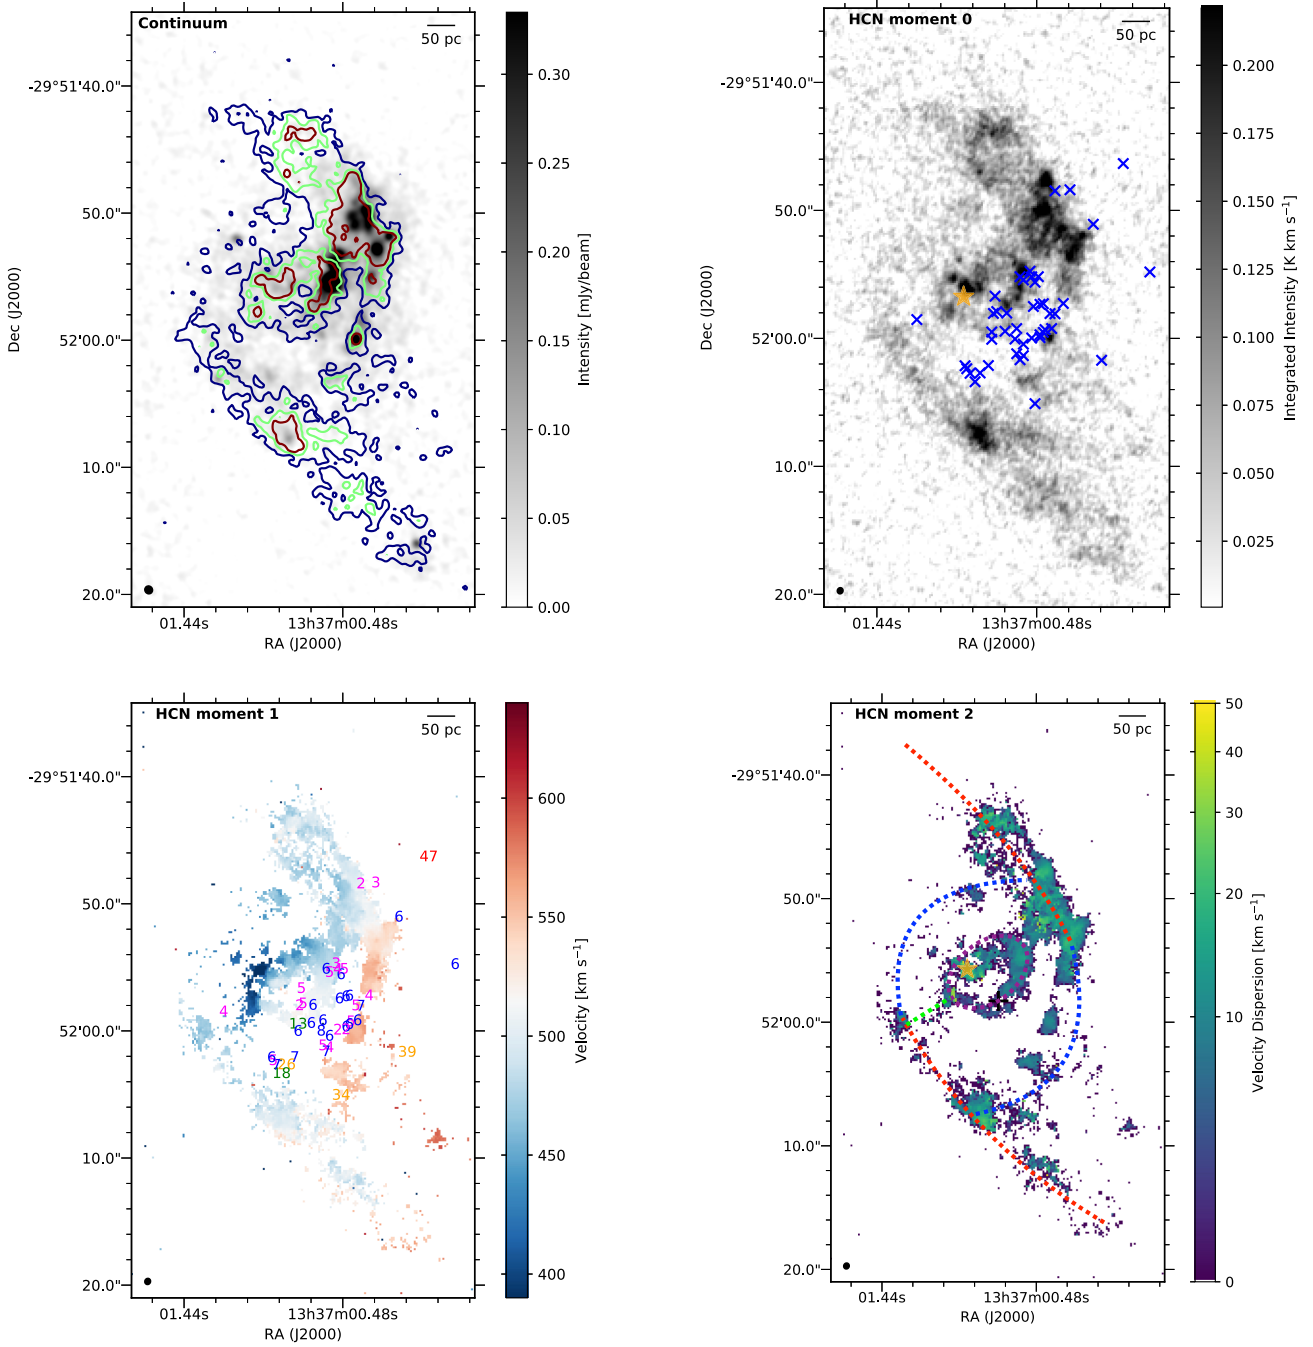 Continuum
50 pc
-29°51'40.0"
50.0"
52'00.0"
10.0"
20.0"
Dec (J2000)
01.44s
13h37m00.48s
RA (J2000)
0.30
0.25
0.20
0.15
0.10
0.05
0.00
Intensity [mJy/beam]
HCN moment 0
50 pc
-29°51'40.0"
50.0"
52'00.0"
10.0"
20.0"
Dec (J2000)
01.44s
13h37m00.48s
RA (J2000)
0.200
0.175
0.150
0.125
0.100
0.075
0.050
0.025
Integrated Intensity [K km s⁻¹]
HCN moment 1
50 pc
-29°51'40.0"
50.0"
52'00.0"
10.0"
20.0"
01.44s
13h37m00.48s
RA (J2000)
47
2 3
6
6
4
39
34
18
13
26
600
550
500
450
400
Velocity [km s⁻¹]
HCN moment 2
50 pc
-29°51'40.0"
50.0"
52'00.0"
10.0"
20.0"
01.44s
13h37m00.48s
RA (J2000)
50
40
30
20
10
0
Velocity Dispersion [km s⁻¹]